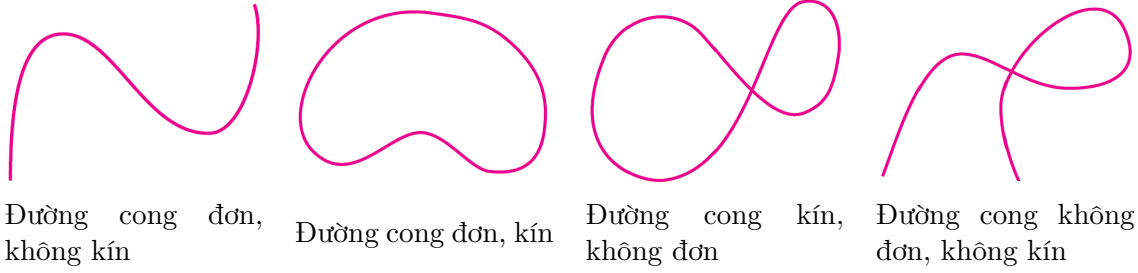 Đường cong đơn,
không kín
Đường cong đơn, kín
Đường cong kín,
không đơn
Đường cong không
đơn, không kín